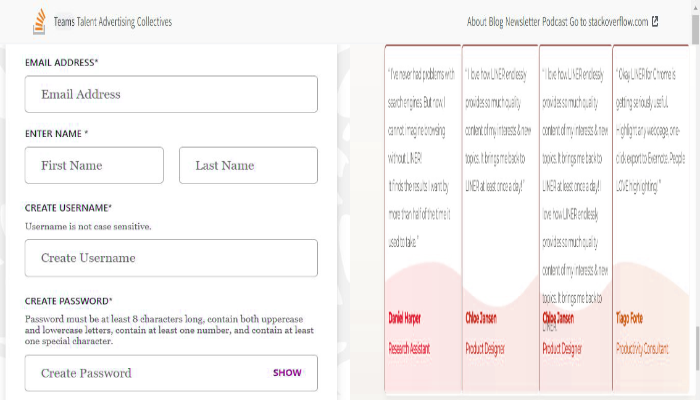 Teams Talent Advertising Collectives
About Blog Newsletter Podcast Go to stackoverflow.com
EMAIL ADDRESS*
Email Address
ENTER NAME *
First Name
Last Name
CREATE USERNAME*
Username is not case sensitive.
Create Username
CREATE PASSWORD*
Password must be at least 8 characters long, contain both uppercase
and lowercase letters, contain at least one number, and contain at least
one special character.
Create Password
SHOW
"I've never had problems with
search engines. But now I
cannot imagine browsing
without LINER!
It finds the results I want by
more than half of the time it
used to take."
Daniel Harper
Research Assistant
"I love how LINER endlessly
provides so much quality
content of my interests & new
topics. It brings me back to
LINER at least once a day!"
Chloe Jansen
Product Designer
"I love how LINER endlessly
provides so much quality
content of my interests & new
topics. It brings me back to
LINER at least once a day! I
love how LINER endlessly
provides so much quality
content of my interests & new
topics. It brings me back to
LINER
Chloe Jansen
Product Designer
"Okay LINER for Chrome is
getting seriously useful.
Highlight any webpage, one-
click export to Evernote. People
LOVE highlighting!"
Tiago Forte
Productivity Consultant